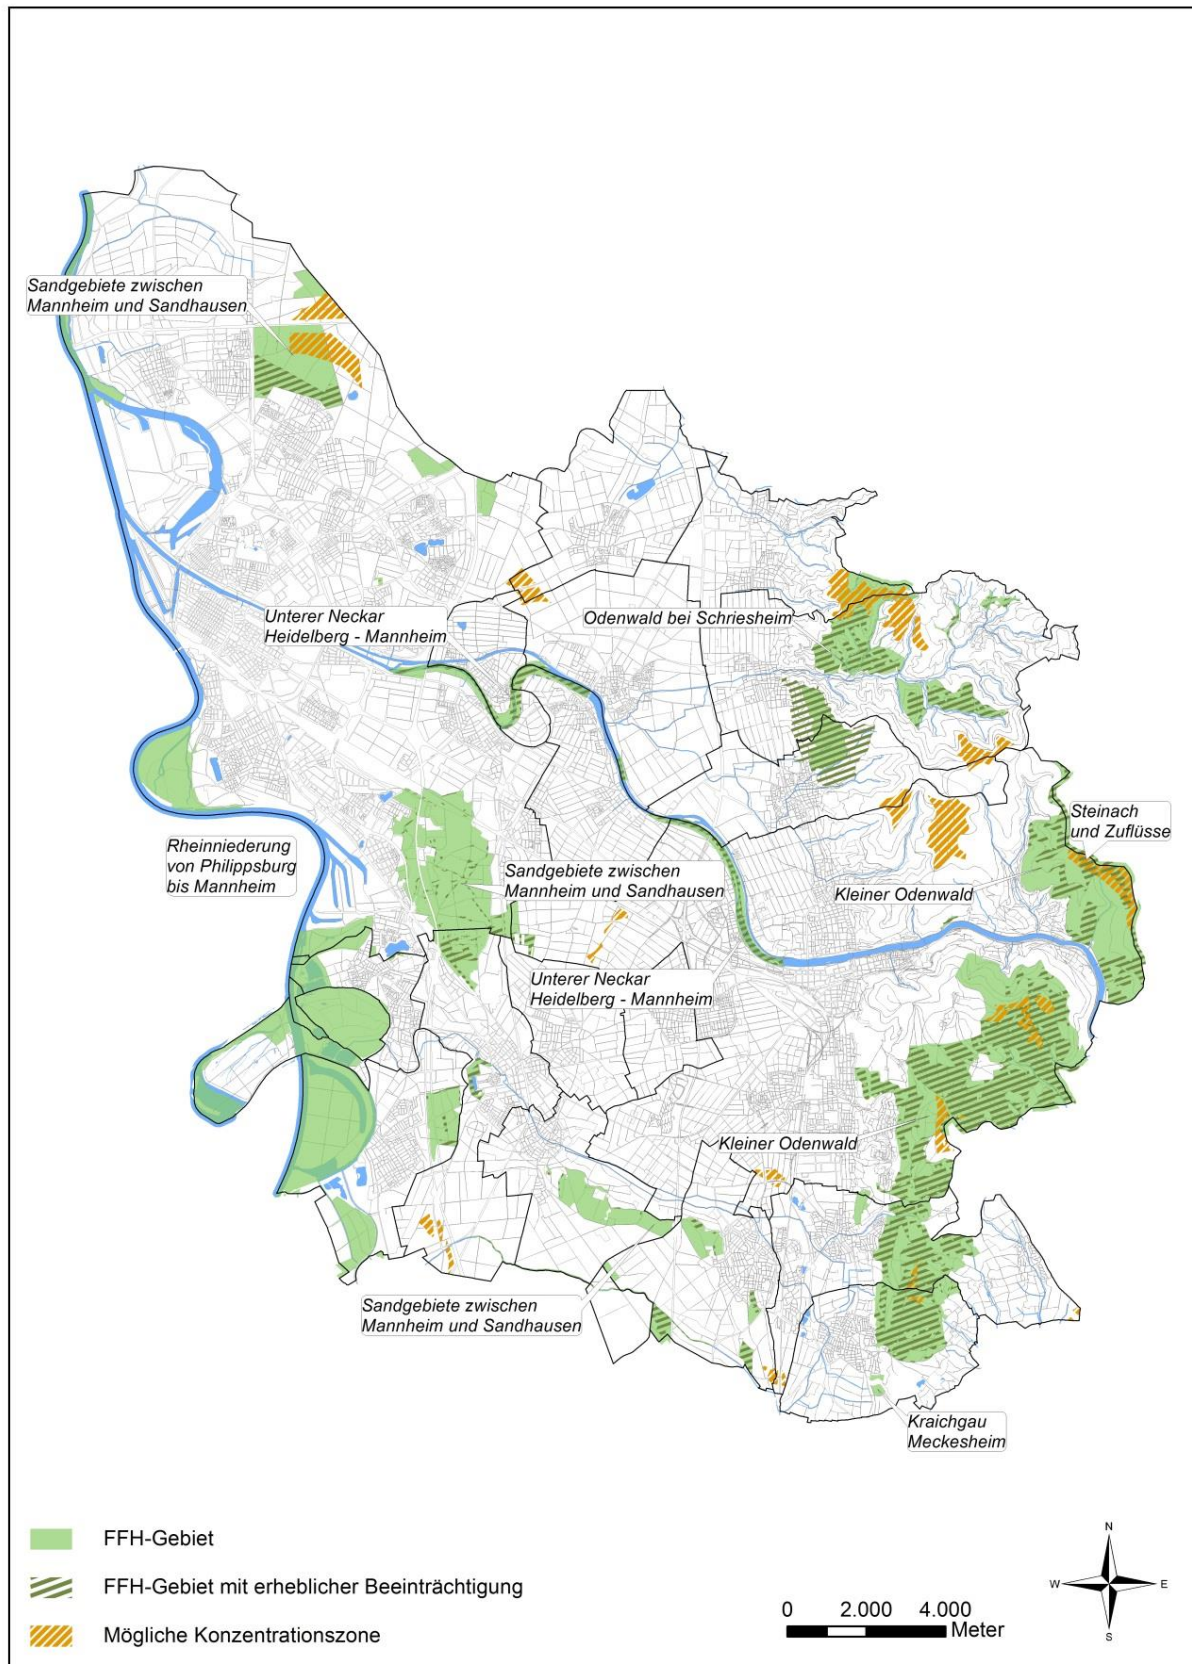 Sandgebiete zwischen
Mannheim und Sandhausen
Unterer Neckar
Heidelberg - Mannheim
Odenwald bei Schriesheim
Steinach
und Zuflüsse
Rheinniederung
von Philippsburg
bis Mannheim
Sandgebiete zwischen
Mannheim und Sandhausen
Kleiner Odenwald
Unterer Neckar
Heidelberg - Mannheim
Kleiner Odenwald
Sandgebiete zwischen
Mannheim und Sandhausen
Kraichgau
Meckesheim
FFH-Gebiet
FFH-Gebiet mit erheblicher Beeinträchtigung
Mögliche Konzentrationszone
0 2.000 4.000
Meter
N
W E
S